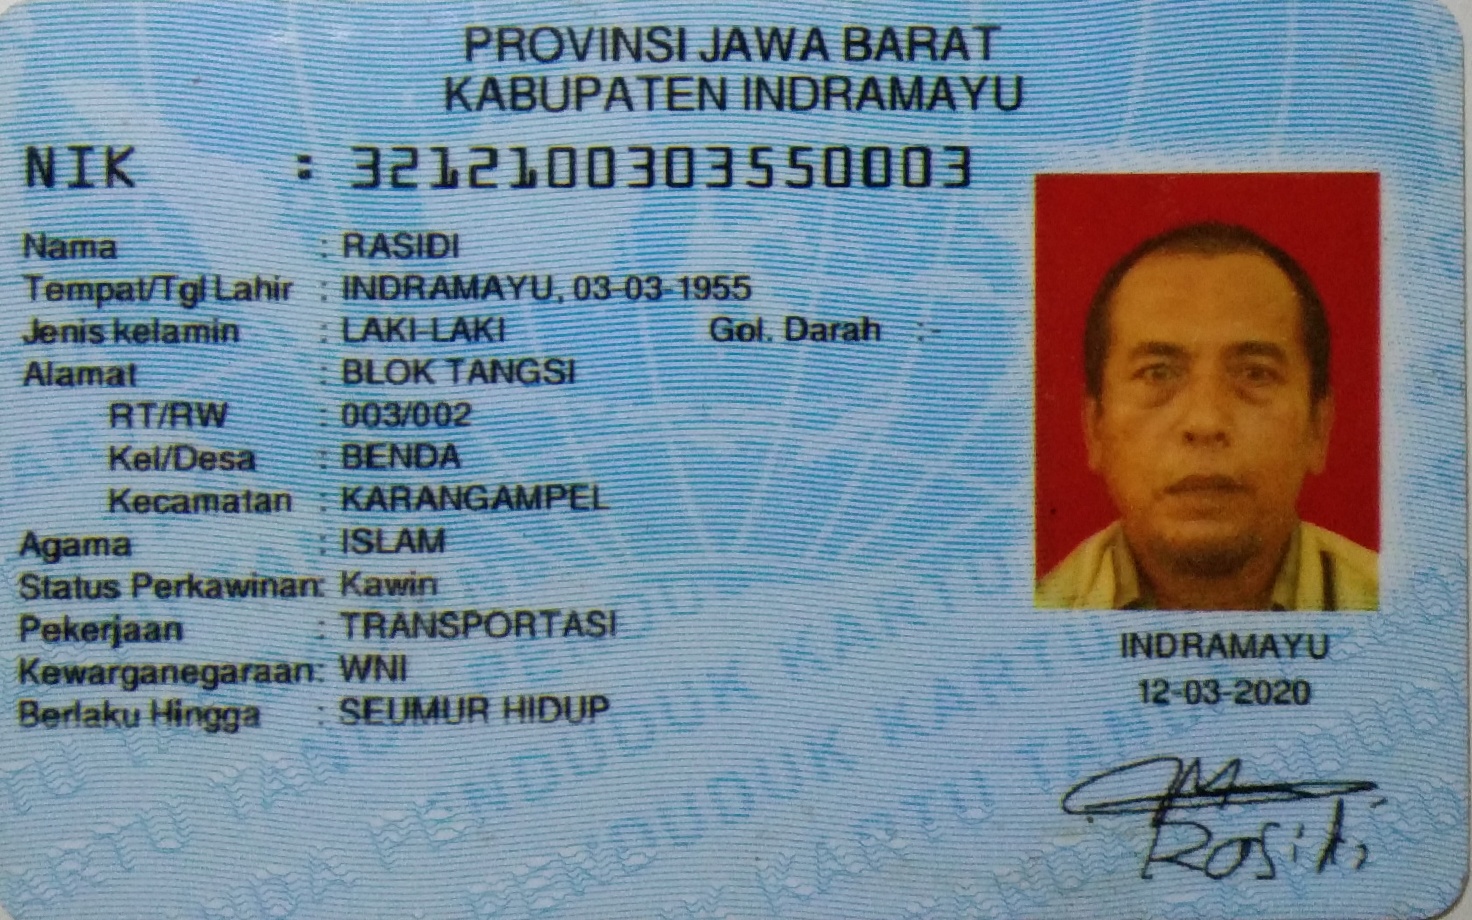 PROVINSI JAWA BARAT
KABUPATEN INDRAMAYU
NIK : 3212100303550003
Nama : RASIDI
Tempat/Tgl Lahir : INDRAMAYU, 03-03-1955
Jenis kelamin : LAKI-LAKI Gol. Darah : -
Alamat : BLOK TANGSI
RT/RW : 003/002
Kel/Desa : BENDA
Kecamatan : KARANGAMPEL
Agama : ISLAM
Status Perkawinan: Kawin
Pekerjaan : TRANSPORTASI
Kewarganegaraan: WNI
Berlaku Hingga : SEUMUR HIDUP
INDRAMAYU
12-03-2020
Rasidi